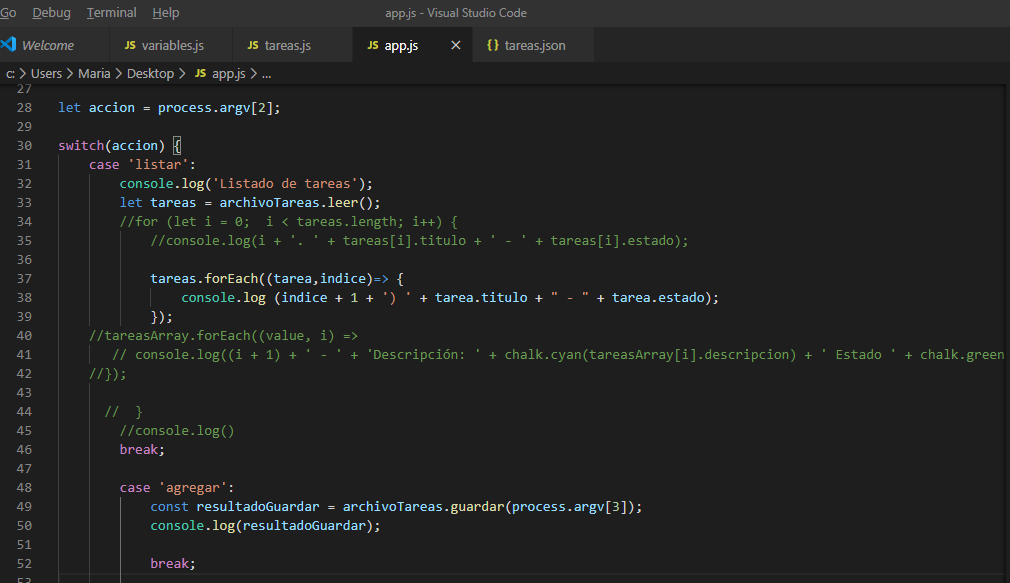 Go Debug Terminal Help app.js - Visual Studio Code
Welcome JS variables.js JS tareas.js JS app.js × {} tareas.json
c: > Users > Maria > Desktop > JS app.js > ...
27
28 let accion = process.argv[2];
29
30 switch(accion) {
31 case 'listar':
32 console.log('Listado de tareas');
33 let tareas = archivoTareas.leer();
34 //for (let i = 0;  i < tareas.length; i++) {
35 //console.log(i + '. ' + tareas[i].titulo + ' - ' + tareas[i].estado);
36
37 tareas.forEach((tarea,indice)=> {
38 console.log (indice + 1 + ') ' + tarea.titulo + " - " + tarea.estado);
39 });
40 //tareasArray.forEach((value, i) =>
41 // console.log((i + 1) + ' - ' + 'Descripción: ' + chalk.cyan(tareasArray[i].descripcion) + ' Estado ' + chalk.green
42 //});
43
44 //  }
45 //console.log()
46 break;
47
48 case 'agregar':
49 const resultadoGuardar = archivoTareas.guardar(process.argv[3]);
50 console.log(resultadoGuardar);
51
52 break;
53